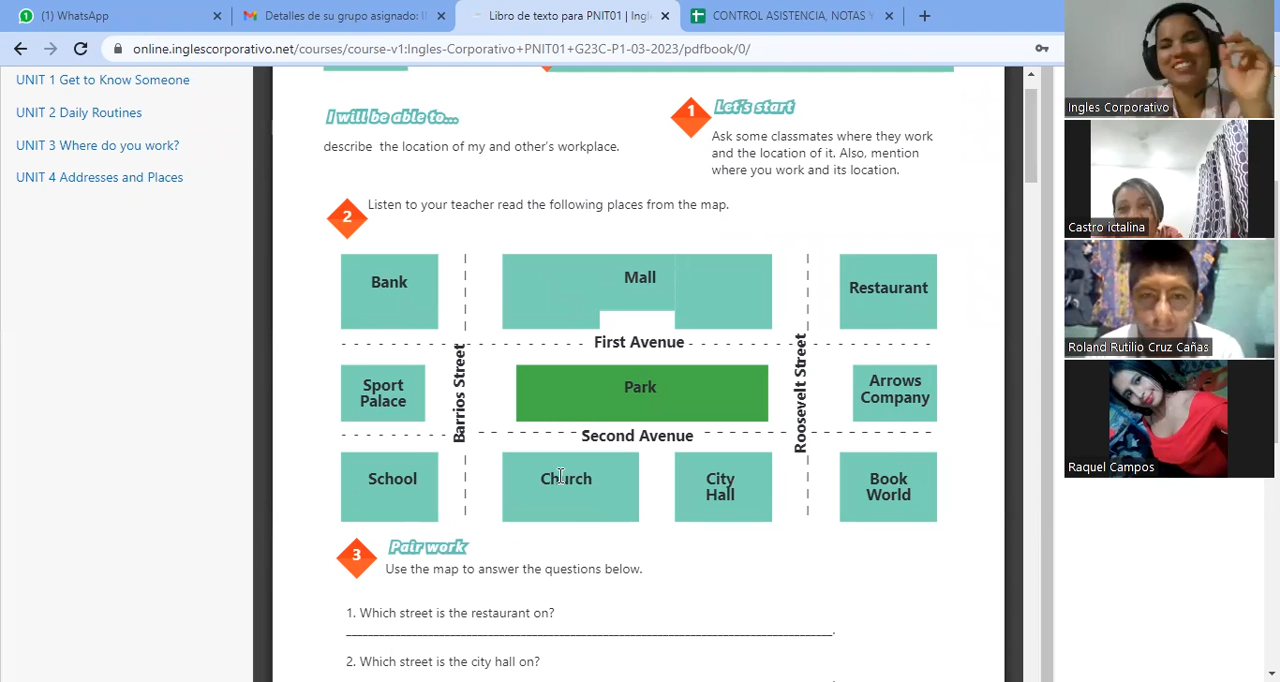 (1) WhatsApp
Detalles de su grupo asignado: I
Libro de texto para PNIT01 | Ingl
CONTROL ASISTENCIA, NOTAS Y
online.inglescorporativo.net/courses/course-v1:Ingles-Corporativo+PNIT01+G23C-P1-03-2023/pdfbook/0/
UNIT 1 Get to Know Someone
UNIT 2 Daily Routines
UNIT 3 Where do you work?
UNIT 4 Addresses and Places
I will be able to...
describe the location of my and other's workplace.
1
Let's start
Ask some classmates where they work
and the location of it. Also, mention
where you work and its location.
2
Listen to your teacher read the following places from the map.
Bank
Mall
Restaurant
First Avenue
Barrios Street
Roosevelt Street
Sport
Palace
Park
Arrows
Company
Second Avenue
School
Church
City
Hall
Book
World
3
Pair work
Use the map to answer the questions below.
1. Which street is the restaurant on?
2. Which street is the city hall on?
Ingles Corporativo
Castro ictalina
Roland Rutilio Cruz Cañas
Raquel Campos